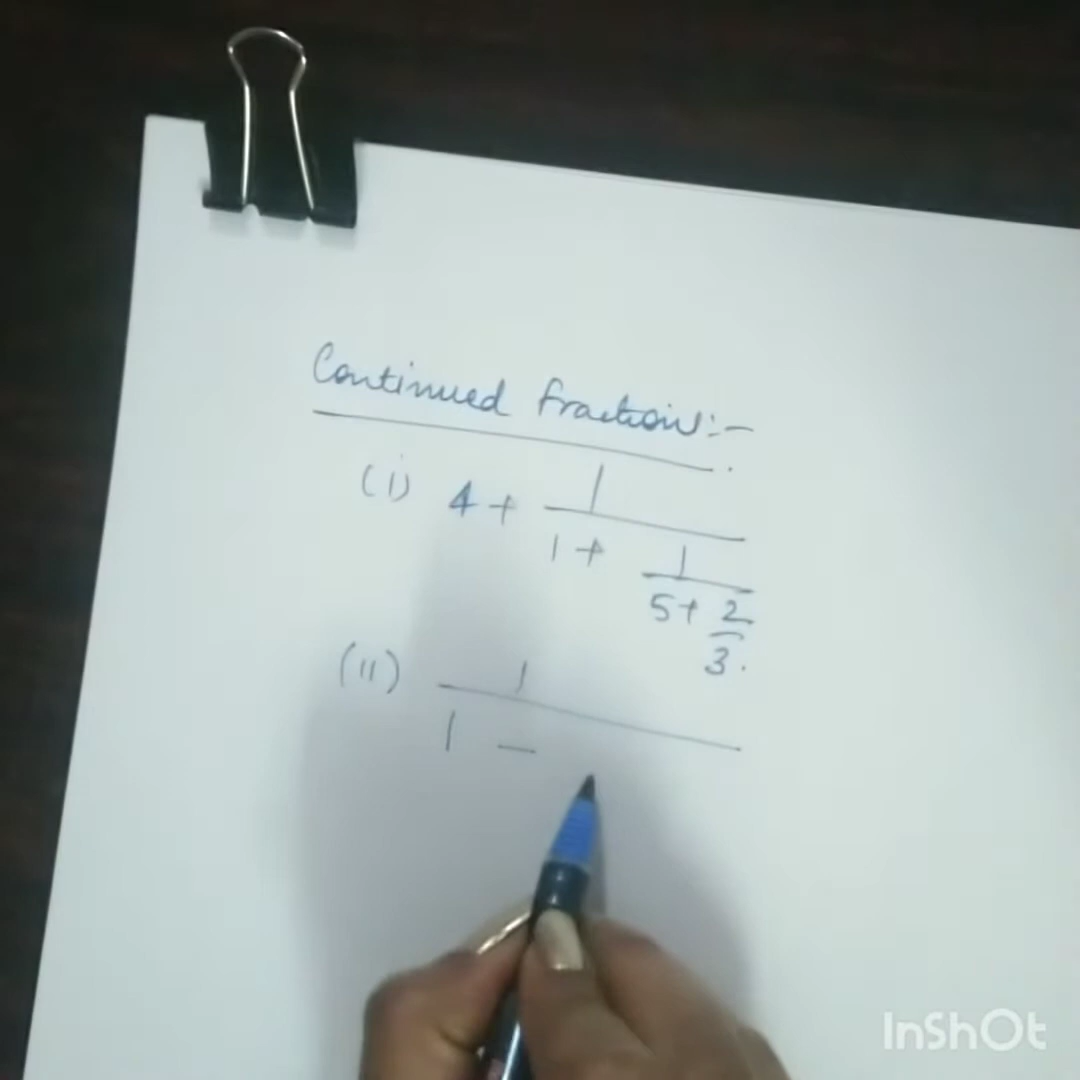 Continued Fraction:-
(i) 4 + 1
1 + 1
5 + 2
3.
(ii) 1
1 -
InShOt